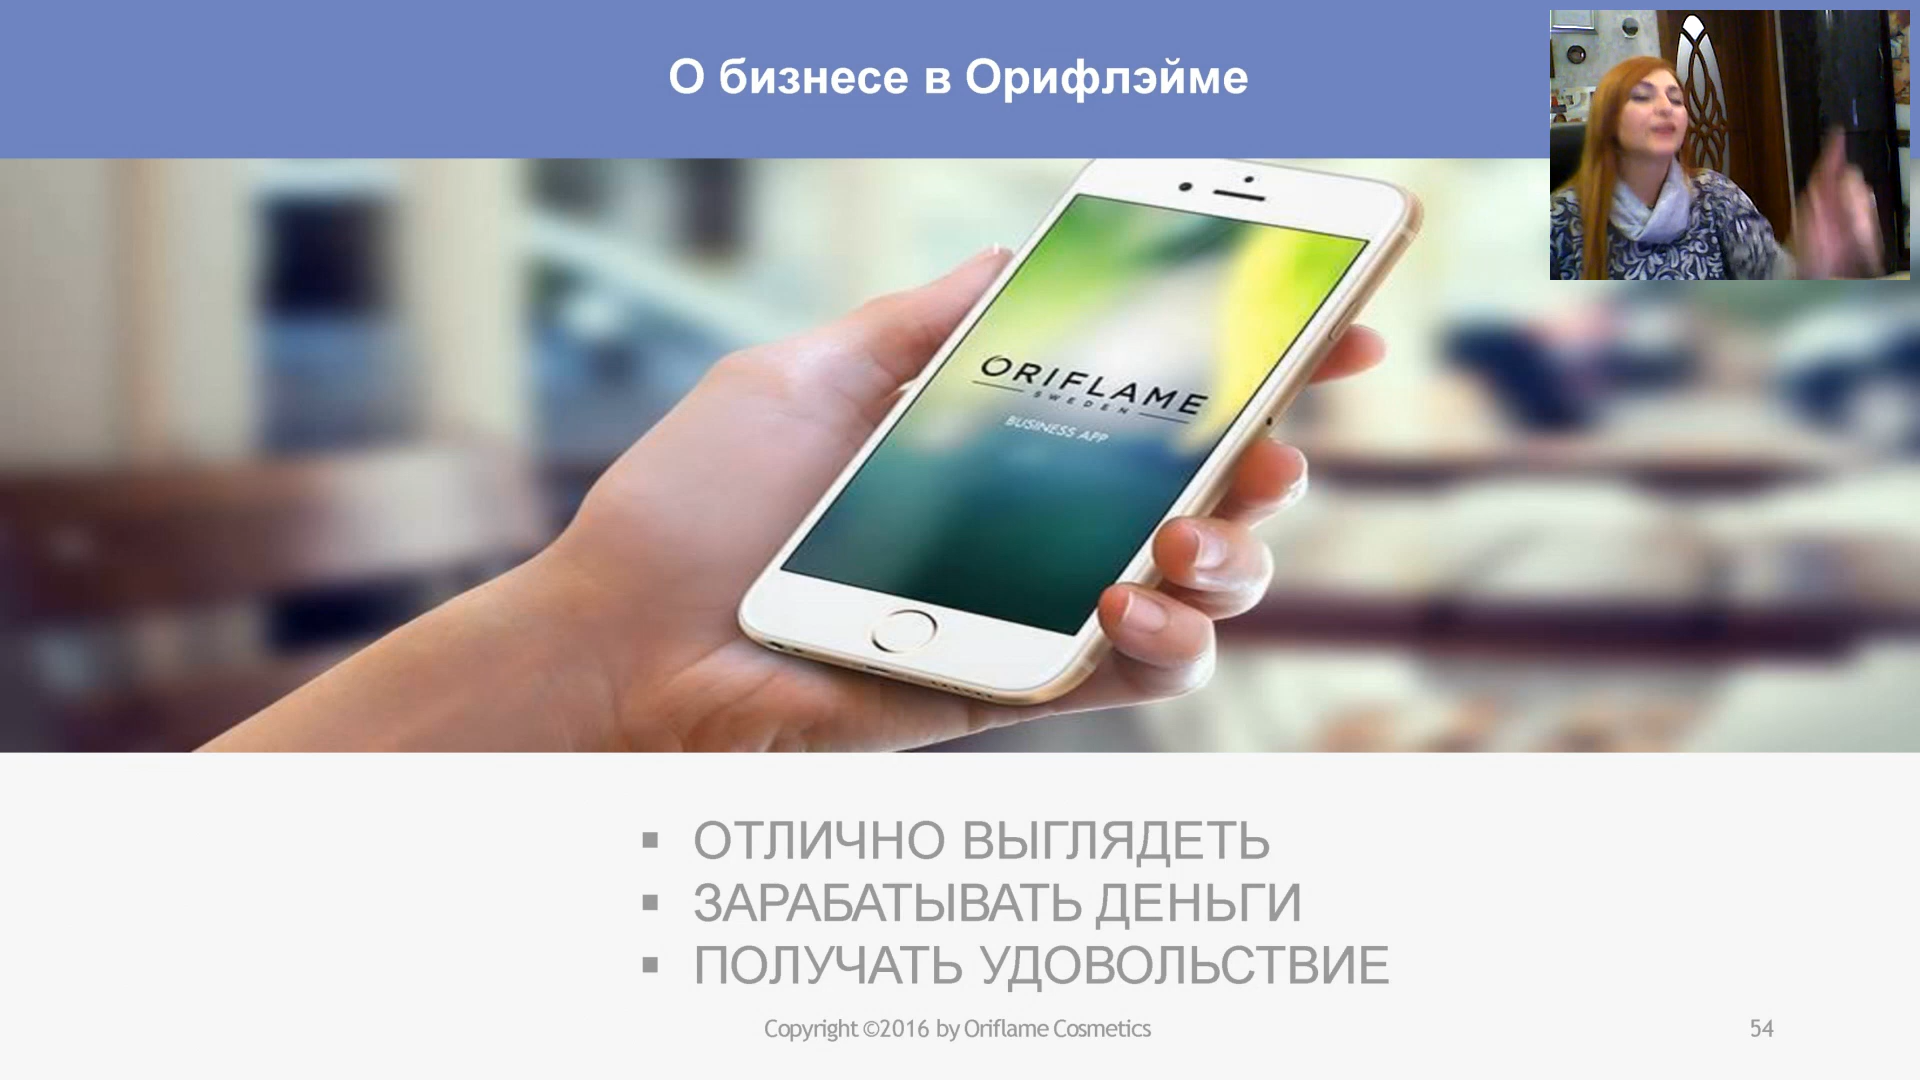 О бизнесе в Орифлэйме
ORIFLAME
SWEDEN
BUSINESS APP
▪ ОТЛИЧНО ВЫГЛЯДЕТЬ
▪ ЗАРАБАТЫВАТЬ ДЕНЬГИ
▪ ПОЛУЧАТЬ УДОВОЛЬСТВИЕ
Copyright ©2016 by Oriflame Cosmetics
54